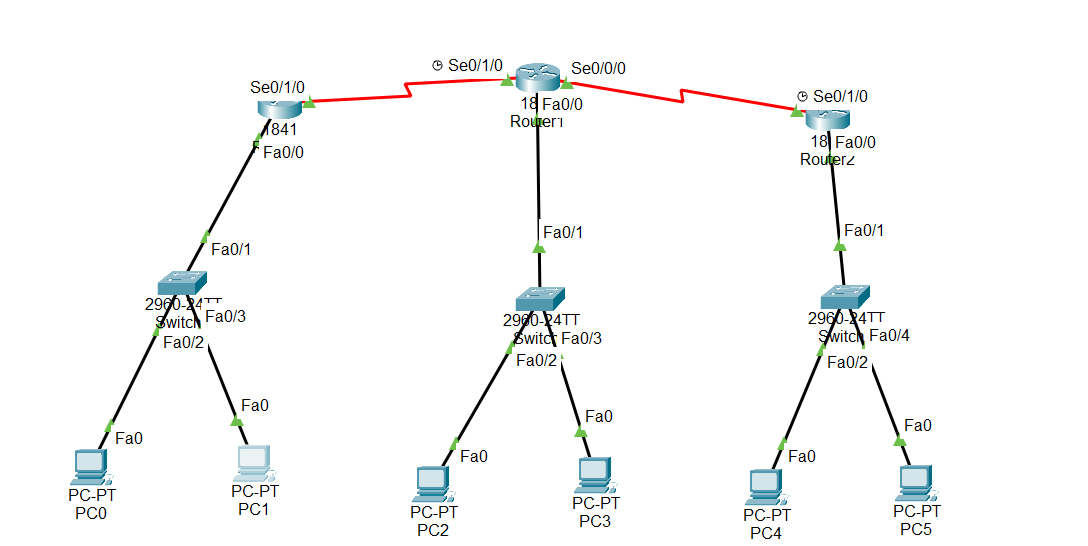 Se0/1/0
Se0/0/0
Se0/1/0
Se0/1/0
18
Fa0/0
Router1
1841
Fa0/0
18
Fa0/0
Router2
Fa0/1
Fa0/1
Fa0/1
2960-24TT
Switch
Fa0/3
Fa0/2
2960-24TT
Switch
Fa0/3
Fa0/2
2960-24TT
Switch
Fa0/4
Fa0/2
Fa0
Fa0
Fa0
Fa0
Fa0
Fa0
PC-PT
PC0
PC-PT
PC1
PC-PT
PC2
PC-PT
PC3
PC-PT
PC4
PC-PT
PC5